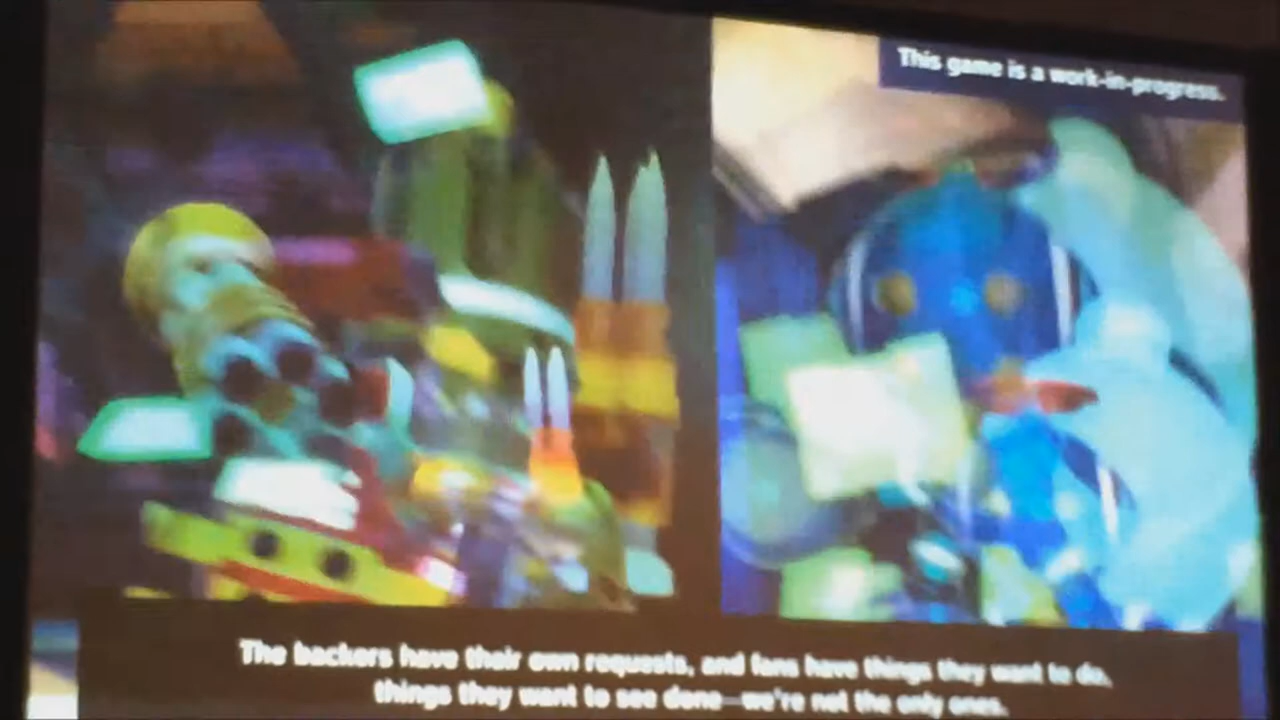 This game is a work-in-progress.
The backers have their own requests, and fans have things they want to do,
things they want to see done—we're not the only ones.